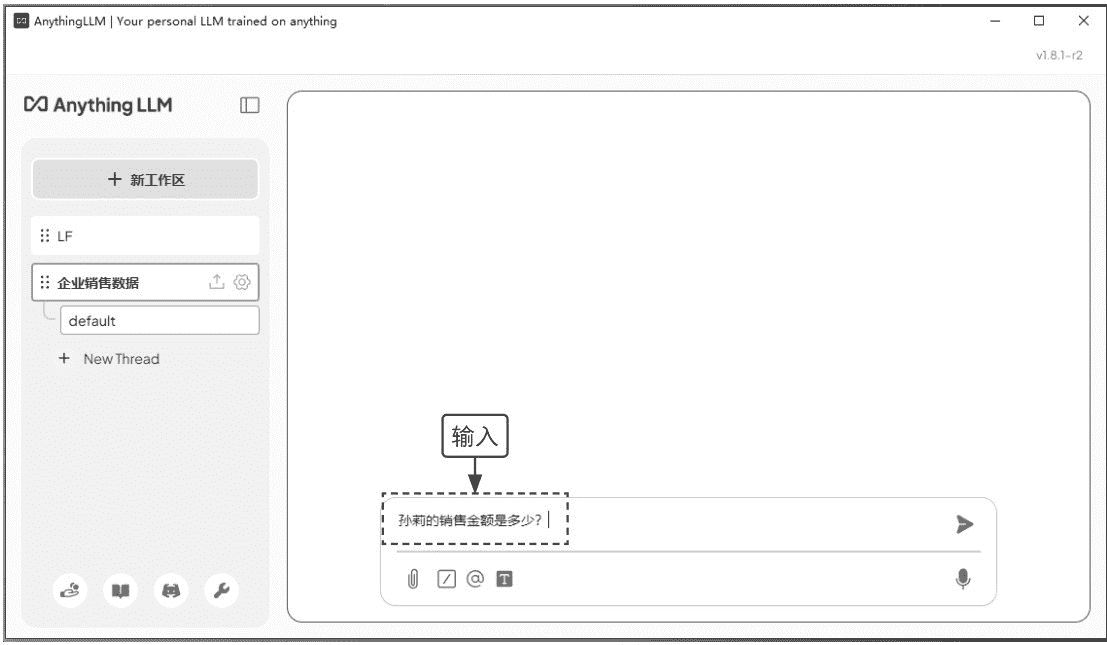 AnythingLLM | Your personal LLM trained on anything
v1.8.1-r2
Anything LLM
+ 新工作区
LF
企业销售数据
default
+ New Thread
输入
孙莉的销售金额是多少?
@
T